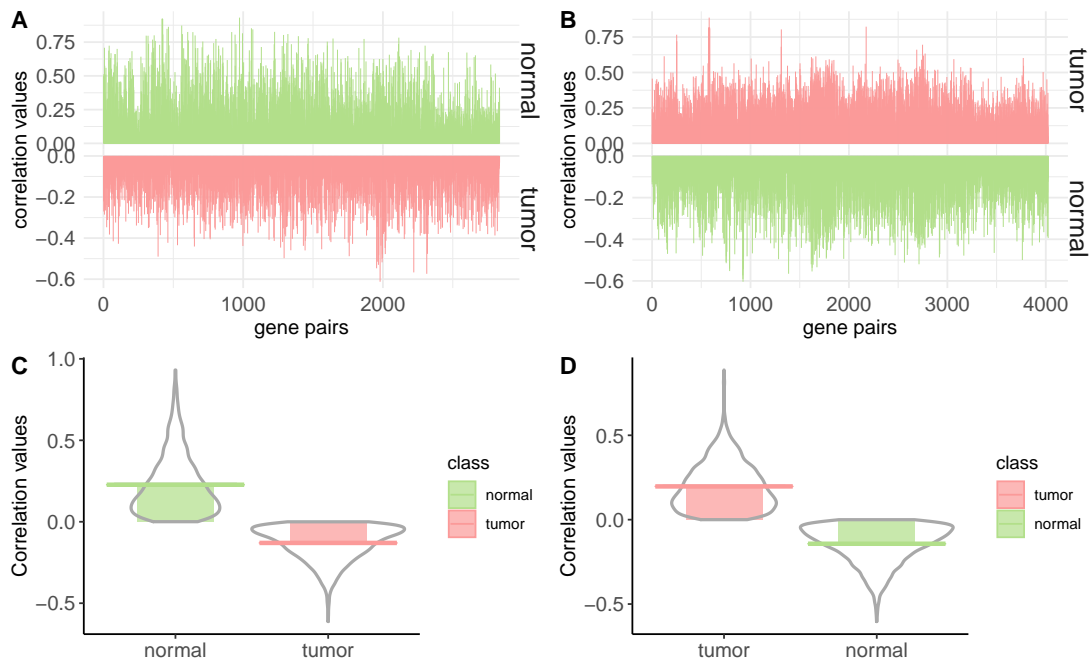 A
correlation values
0.75
0.50
0.25
0.00
normal
0.0
−0.2
−0.4
−0.6
tumor
0 1000 2000
gene pairs
B
correlation values
0.75
0.50
0.25
0.00
tumor
0.0
−0.2
−0.4
−0.6
normal
0 1000 2000 3000 4000
gene pairs
C
Correlation values
1.0
0.5
0.0
−0.5
normal tumor
class
normal
tumor
D
Correlation values
0.5
0.0
−0.5
tumor normal
class
tumor
normal